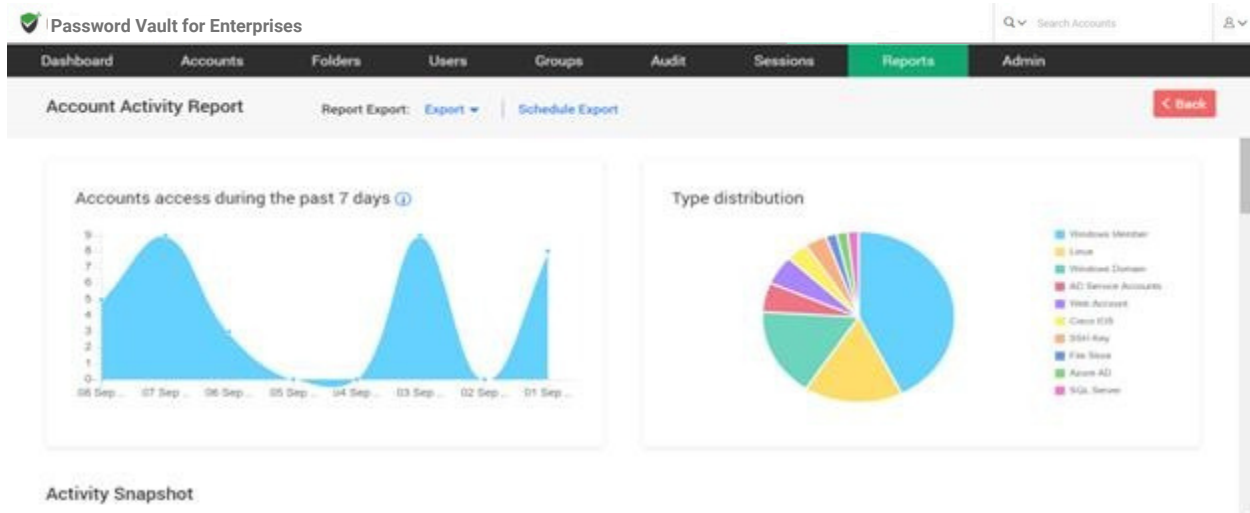 Password Vault for Enterprises
Search Accounts
Dashboard Accounts Folders Users Groups Audit Sessions Reports Admin
Account Activity Report Report Export: Export Schedule Export < Back
Accounts access during the past 7 days
9
8
7
6
5
4
3
2
1
0
08 Sep ... 07 Sep ... 06 Sep ... 05 Sep ... 04 Sep ... 03 Sep ... 02 Sep ... 01 Sep ...
Type distribution
Windows Member
Linux
Windows Domain
AD Service Accounts
Web Account
Cisco IOS
SSH Key
File Store
Azure AD
SQL Server
Activity Snapshot